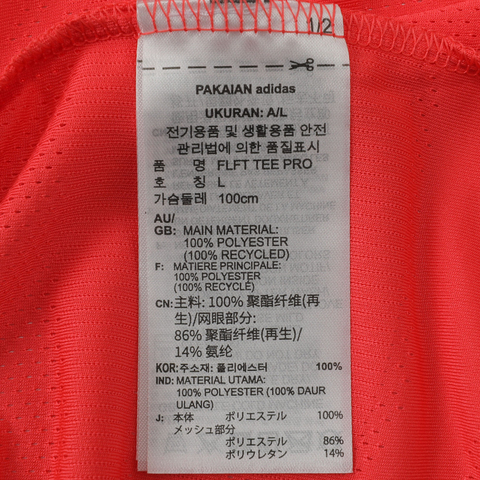 1/2
PAKAIAN adidas
UKURAN: A/L
전기용품 및 생활용품 안전
관리법에 의한 품질표시
품 명 FLFT TEE PRO
호 칭 L
가슴둘레 100cm
AU/
GB: MAIN MATERIAL:
100% POLYESTER
(100% RECYCLED)
F: MATIERE PRINCIPALE:
100% POLYESTER
(100% RECYCLÉ)
CN: 主料: 100% 聚酯纤维(再
生)/网眼部分:
86% 聚酯纤维(再生)/
14% 氨纶
KOR: 주소재: 폴리에스터 100%
IND: MATERIAL UTAMA:
100% POLYESTER (100% DAUR
ULANG)
J: 本体 ポリエステル 100%
メッシュ部分
ポリエステル 86%
ポリウレタン 14%